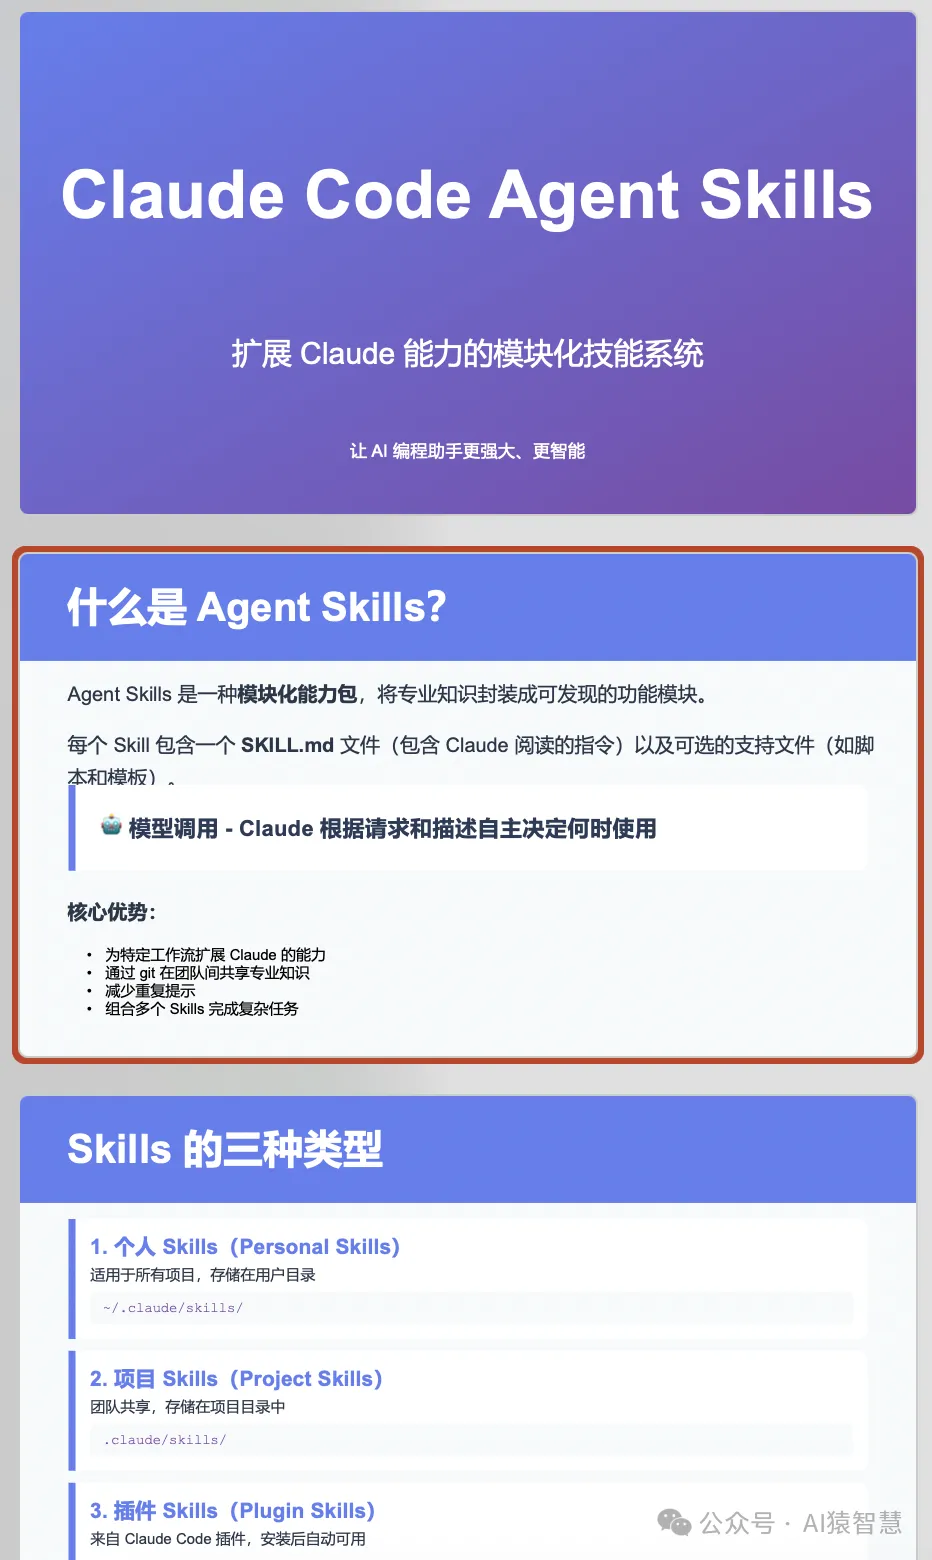 Claude Code Agent Skills
扩展 Claude 能力的模块化技能系统
让 AI 编程助手更强大、更智能
什么是 Agent Skills?
Agent Skills 是一种模块化能力包，将专业知识封装成可发现的功能模块。
每个 Skill 包含一个 SKILL.md 文件（包含 Claude 阅读的指令）以及可选的支持文件（如脚
本和模板）。
🤖 模型调用 - Claude 根据请求和描述自主决定何时使用
核心优势：
• 为特定工作流扩展 Claude 的能力
• 通过 git 在团队间共享专业知识
• 减少重复提示
• 组合多个 Skills 完成复杂任务
Skills 的三种类型
1. 个人 Skills（Personal Skills）
适用于所有项目，存储在用户目录
~/.claude/skills/
2. 项目 Skills（Project Skills）
团队共享，存储在项目目录中
.claude/skills/
3. 插件 Skills（Plugin Skills）
来自 Claude Code 插件，安装后自动可用
公众号 · AI猿智慧